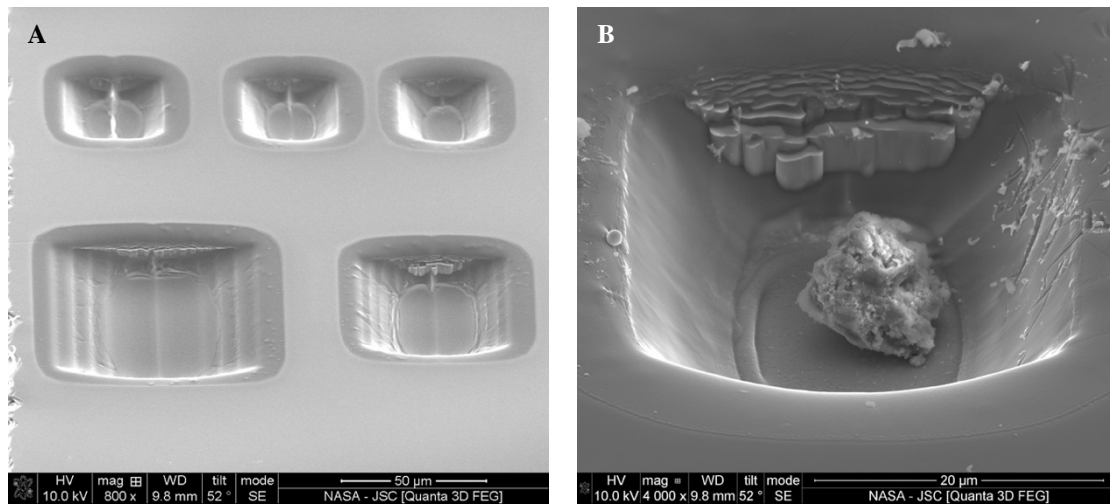 A
HV mag WD tilt mode 50 µm
10.0 kV 800 x 9.8 mm 52 ° SE NASA - JSC [Quanta 3D FEG]
B
HV mag WD tilt mode 20 µm
10.0 kV 4 000 x 9.8 mm 52 ° SE NASA - JSC [Quanta 3D FEG]